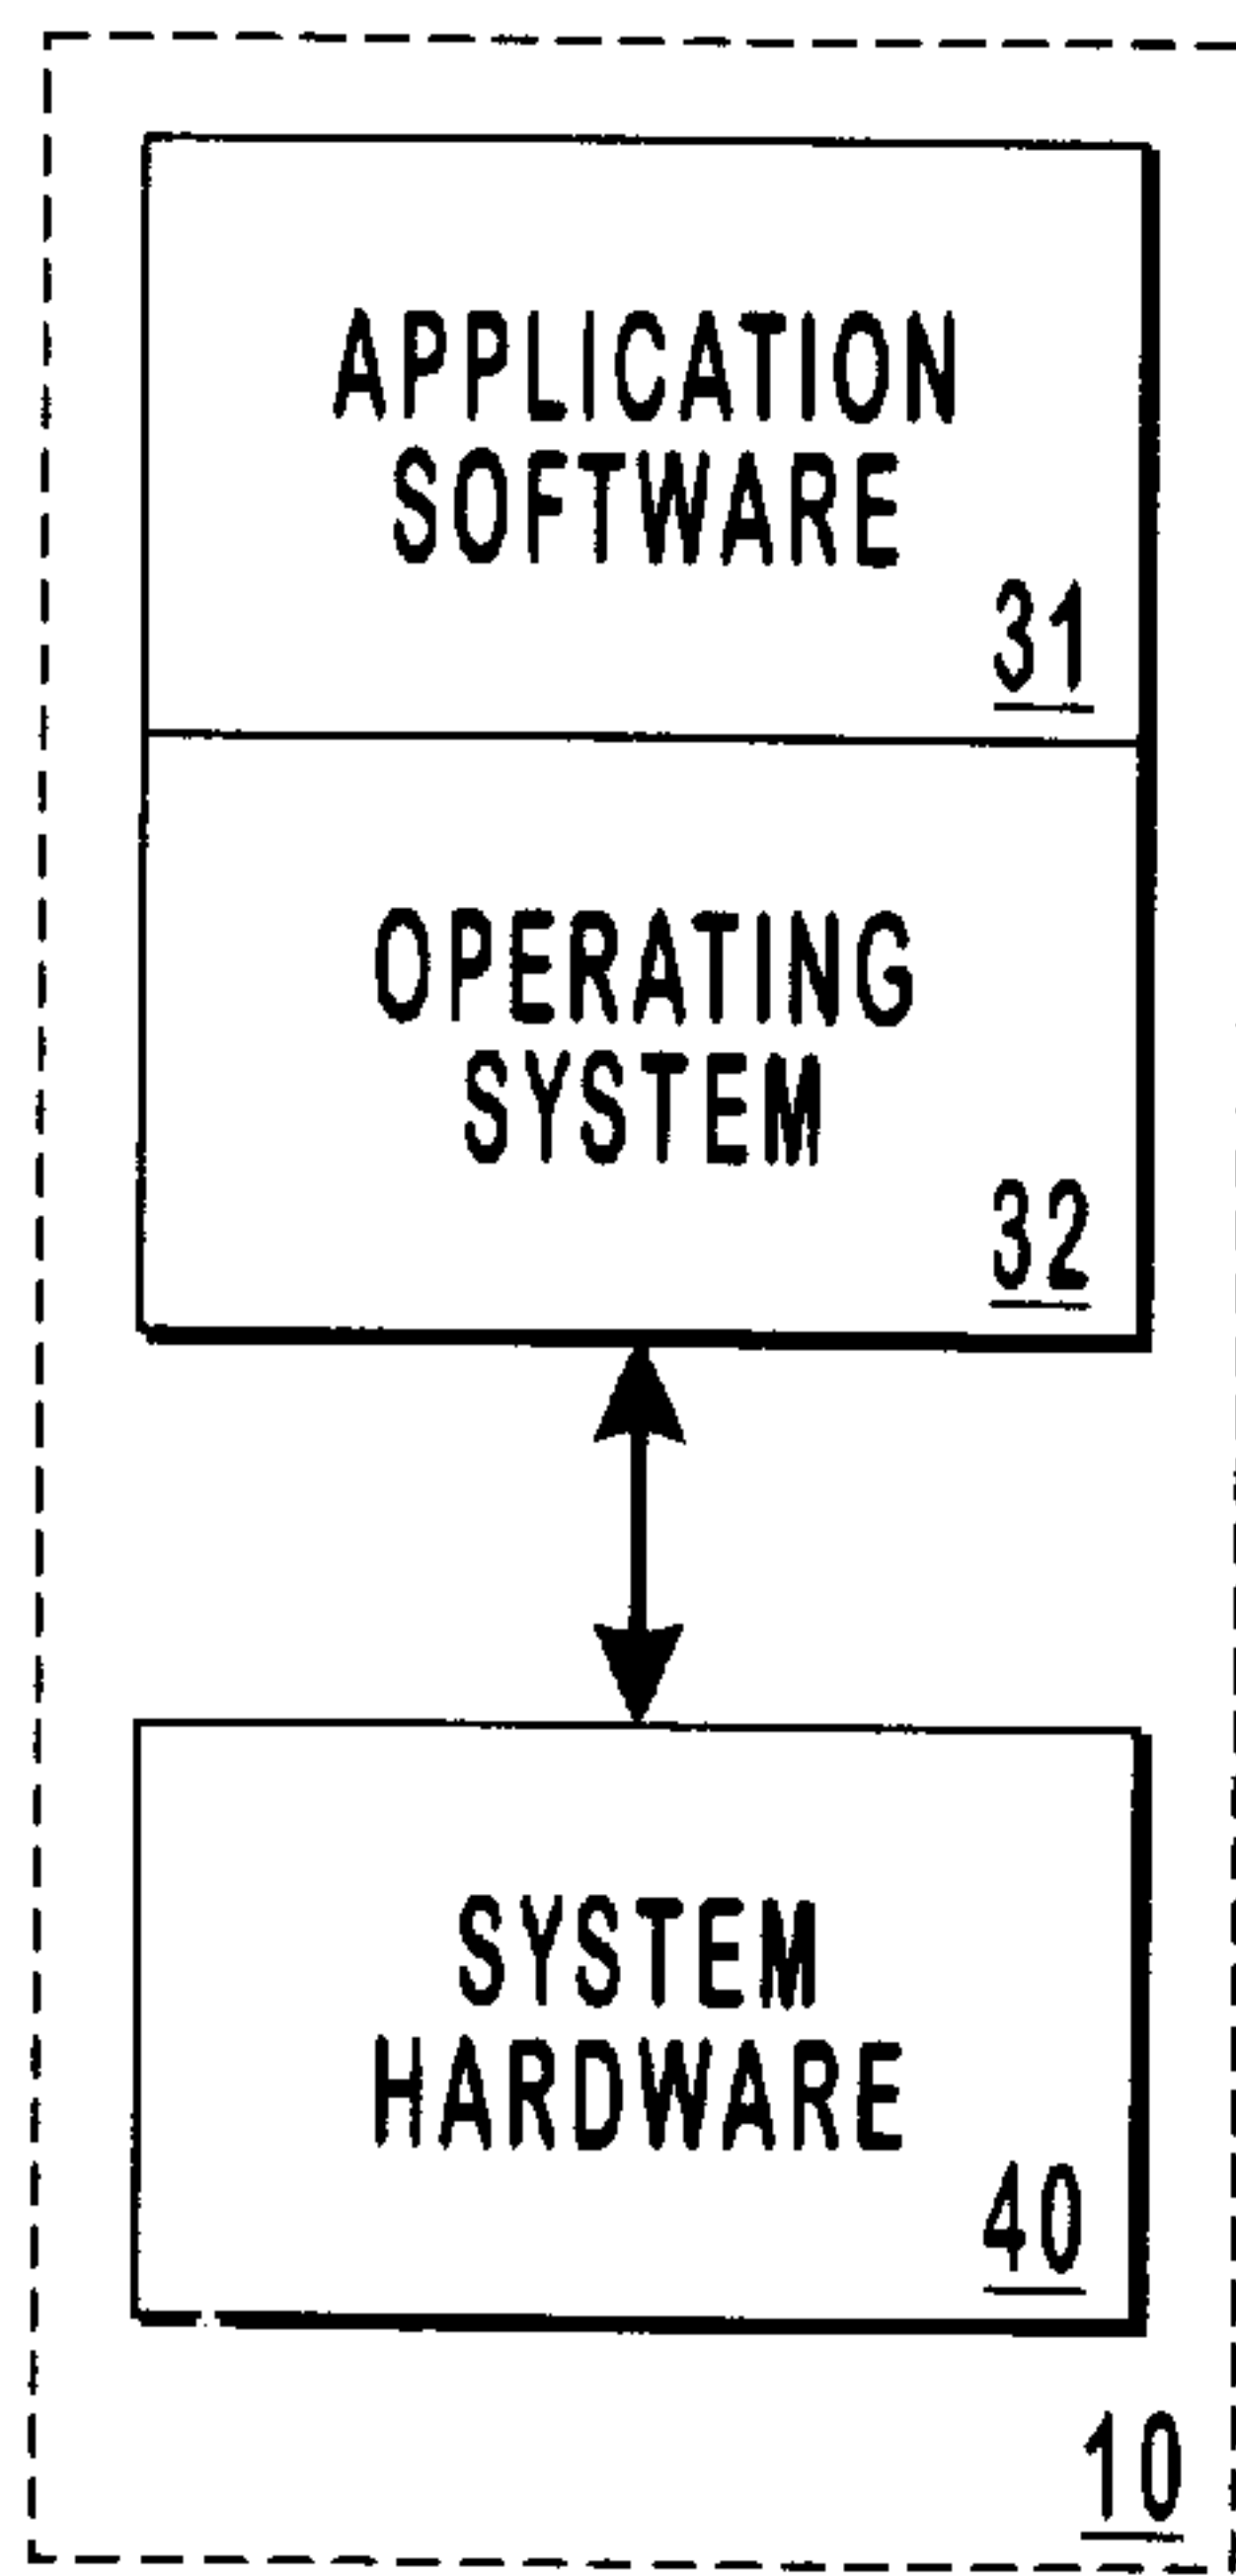 APPLICATION
SOFTWARE
31
OPERATING
SYSTEM
32
SYSTEM
HARDWARE
40
10